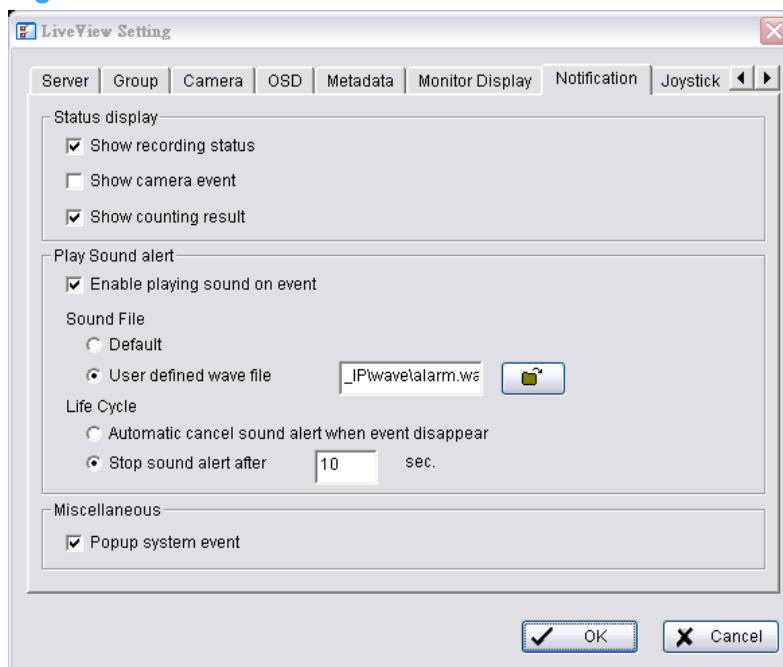 LiveView Setting
Server Group Camera OSD Metadata Monitor Display Notification Joystick
Status display
Show recording status
Show camera event
Show counting result
Play Sound alert
Enable playing sound on event
Sound File
Default
User defined wave file _IP\wave\alarm.wa
Life Cycle
Automatic cancel sound alert when event disappear
Stop sound alert after 10 sec.
Miscellaneous
Popup system event
OK Cancel